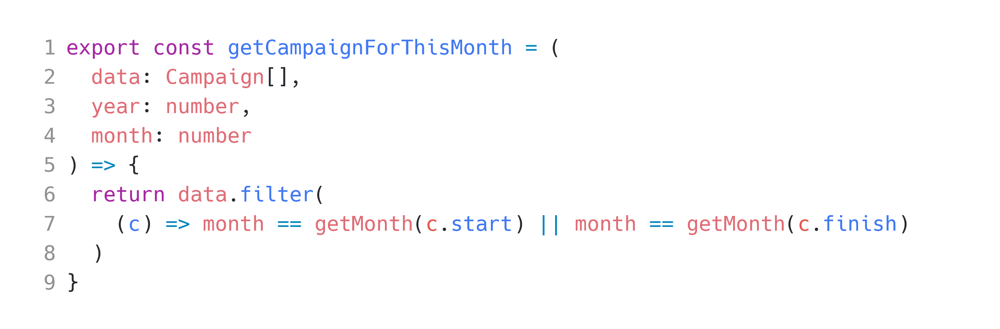 1 export const getCampaignForThisMonth = (
2   data: Campaign[],
3   year: number,
4   month: number
5 ) => {
6   return data.filter(
7     (c) => month == getMonth(c.start) || month == getMonth(c.finish)
8   )
9 }